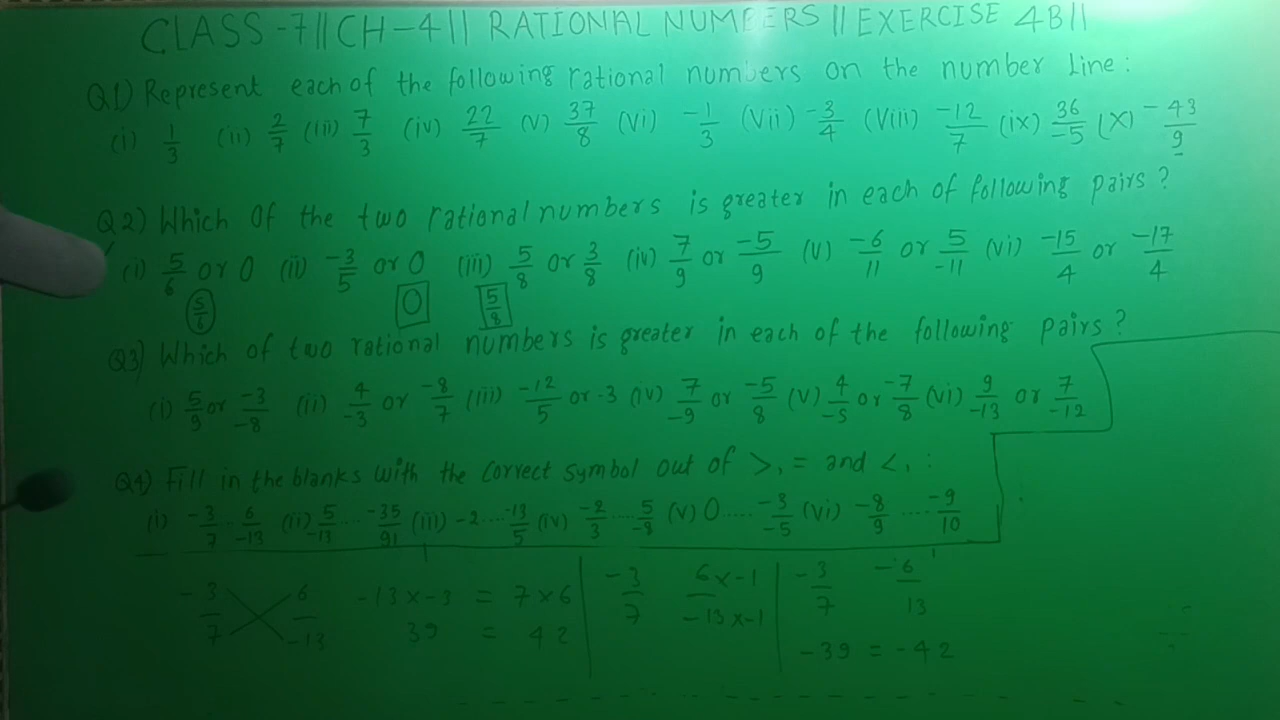 CLASS -7 || CH-4 || RATIONAL NUMBERS || EXERCISE 4B ||
Q1) Represent each of the following rational numbers on the number line:
(i) 1/3 (ii) 2/7 (iii) 7/3 (iv) 22/7 (v) 37/8 (vi) -1/3 (vii) -3/4 (viii) -12/7 (ix) 36/-5 (x) -43/9
Q2) Which of the two rational numbers is greater in each of following pairs?
(i) 5/6 or 0 (ii) -3/5 or 0 (iii) 5/8 or 3/8 (iv) 7/9 or -5/9 (v) -6/11 or 5/-11 (vi) -15/4 or -17/4
5/6 0 5/8
Q3) Which of two rational numbers is greater in each of the following pairs?
(i) 5/9 or -3/-8 (ii) 4/-3 or -8/7 (iii) -12/5 or -3 (iv) 7/-9 or -5/8 (v) 4/-5 or -7/8 (vi) 9/-13 or 7/-12
Q4) Fill in the blanks with the correct symbol out of >, = and <, :
(i) -3/7 .... 6/-13 (ii) 5/-13 .... -35/91 (iii) -2 .... -13/5 (iv) -2/3 .... 5/-8 (v) 0 ..... -3/-5 (vi) -8/9 .... -9/10
-3/7 6/-13 -13 x -3 = 7 x 6 -3/7 6x-1/-13x-1 -3/7 -6/13
39 = 42
-39 = -42